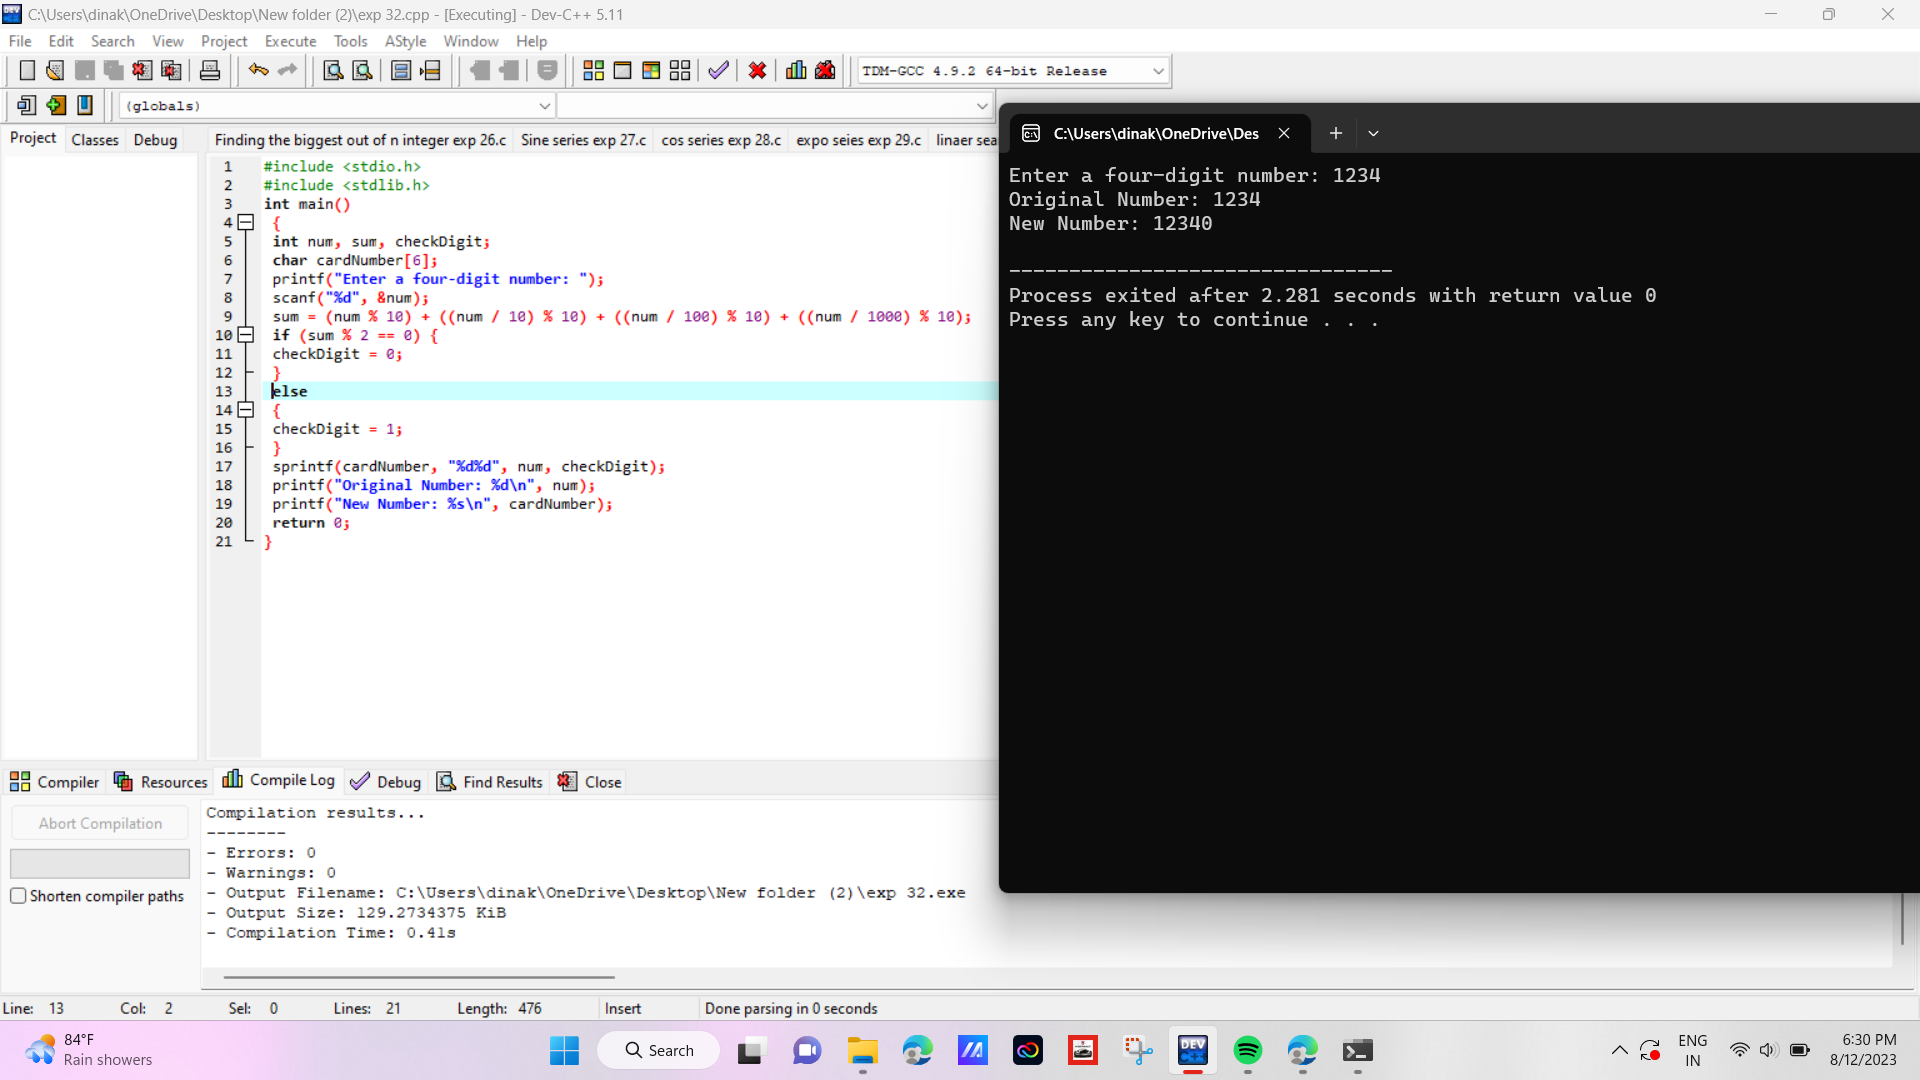 C:\Users\dinak\OneDrive\Desktop\New folder (2)\exp 32.cpp - [Executing] - Dev-C++ 5.11
File Edit Search View Project Execute Tools AStyle Window Help
TDM-GCC 4.9.2 64-bit Release
(globals)
Project Classes Debug
Finding the biggest out of n integer exp 26.c Sine series exp 27.c cos series exp 28.c expo seies exp 29.c linaer sea
1 #include <stdio.h>
2 #include <stdlib.h>
3 int main()
4 {
5 int num, sum, checkDigit;
6 char cardNumber[6];
7 printf("Enter a four-digit number: ");
8 scanf("%d", &num);
9 sum = (num % 10) + ((num / 10) % 10) + ((num / 100) % 10) + ((num / 1000) % 10);
10 if (sum % 2 == 0) {
11 checkDigit = 0;
12 }
13 else
14 {
15 checkDigit = 1;
16 }
17 sprintf(cardNumber, "%d%d", num, checkDigit);
18 printf("Original Number: %d\n", num);
19 printf("New Number: %s\n", cardNumber);
20 return 0;
21 }
C:\Users\dinak\OneDrive\Des
Enter a four-digit number: 1234
Original Number: 1234
New Number: 12340
--------------------------------
Process exited after 2.281 seconds with return value 0
Press any key to continue . . .
Compiler Resources Compile Log Debug Find Results Close
Abort Compilation
Shorten compiler paths
Compilation results...
--------
- Errors: 0
- Warnings: 0
- Output Filename: C:\Users\dinak\OneDrive\Desktop\New folder (2)\exp 32.exe
- Output Size: 129.2734375 KiB
- Compilation Time: 0.41s
Line: 13 Col: 2 Sel: 0 Lines: 21 Length: 476 Insert Done parsing in 0 seconds
84°F
Rain showers
Search
DEV C++
ENG
IN
6:30 PM
8/12/2023